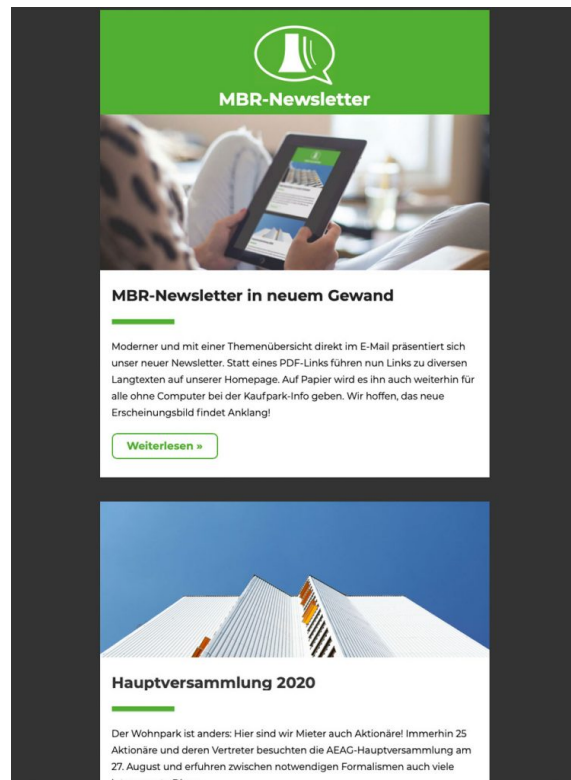 MBR-Newsletter
MBR-Newsletter in neuem Gewand
Moderner und mit einer Themenübersicht direkt im E-Mail präsentiert sich
unser neuer Newsletter. Statt eines PDF-Links führen nun Links zu diversen
Langtexten auf unserer Homepage. Auf Papier wird es ihn auch weiterhin für
alle ohne Computer bei der Kaufpark-Info geben. Wir hoffen, das neue
Erscheinungsbild findet Anklang!
Weiterlesen »
Hauptversammlung 2020
Der Wohnpark ist anders: Hier sind wir Mieter auch Aktionäre! Immerhin 25
Aktionäre und deren Vertreter besuchten die AEAG-Hauptversammlung am
27. August und erfuhren zwischen notwendigen Formalismen auch viele